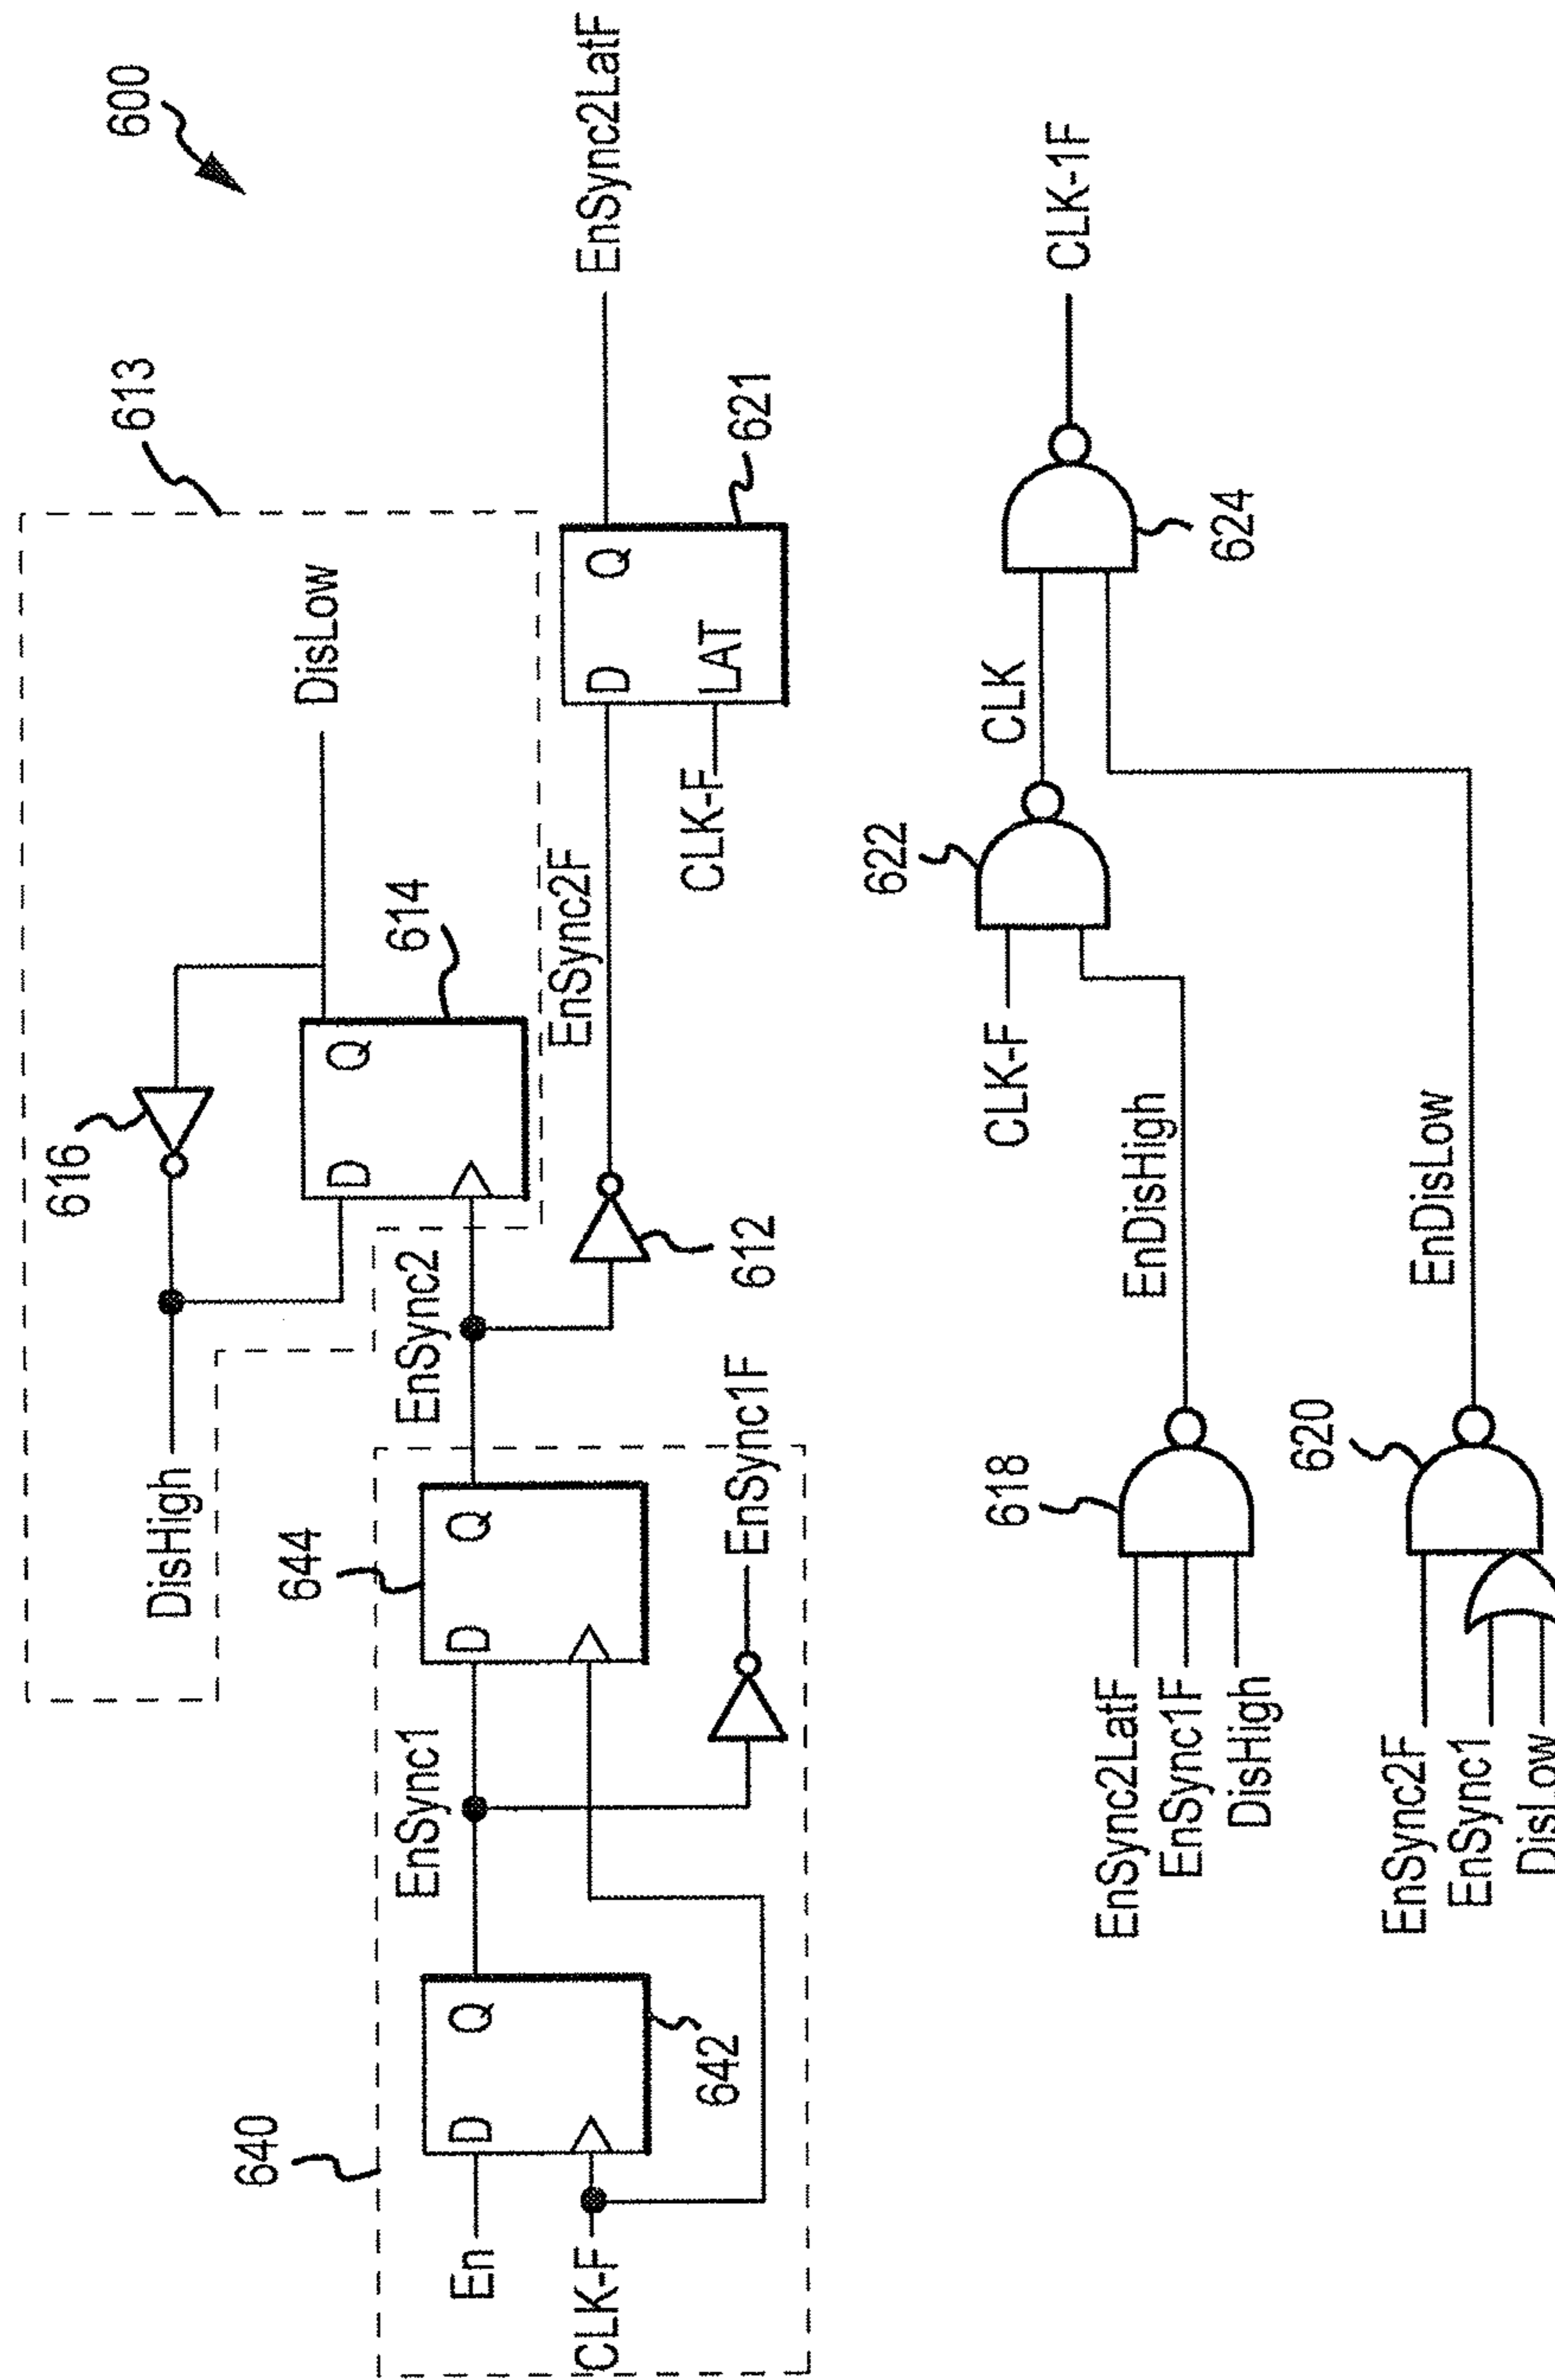 600
613
616
DisHigh
DisLow
D
Q
614
640
644
EnSync1
EnSync2
En
D
Q
CLK-F
642
D
Q
EnSync1F
612
EnSync2F
D
Q
LAT
CLK-F
621
EnSync2LatF
EnSync2LatF
EnSync1F
DisHigh
618
EnDisHigh
CLK-F
622
CLK
624
CLK-1F
EnSync2F
EnSync1
DisLow
620
EnDisLow